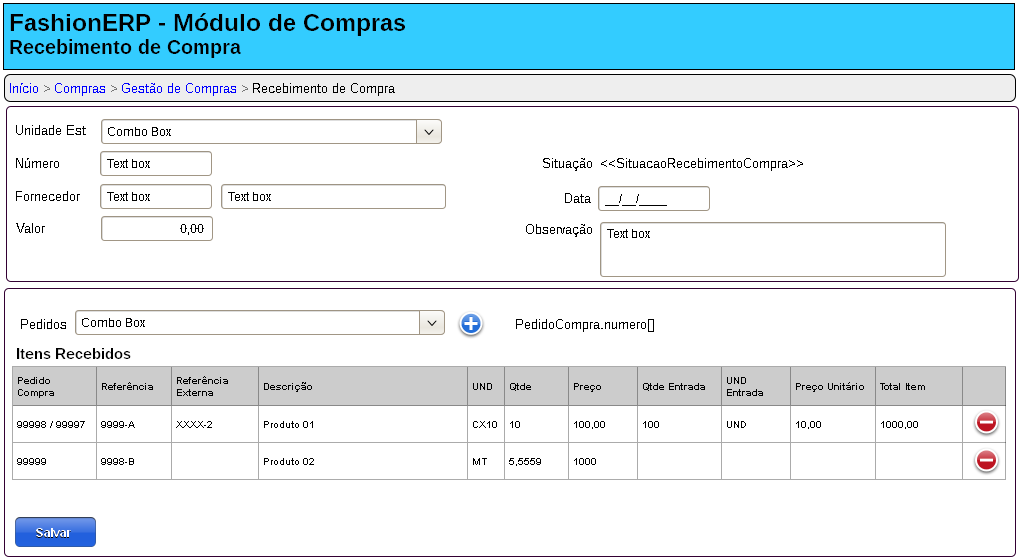 FashionERP - Módulo de Compras
Recebimento de Compra
Início > Compras > Gestão de Compras > Recebimento de Compra
Unidade Est Combo Box
Número Text box Situação <<SituacaoRecebimentoCompra>>
Fornecedor Text box Text box Data __/__/____
Valor 0,00 Observação Text box
Pedidos Combo Box PedidoCompra.numero[]
Itens Recebidos
Pedido Compra Referência Referência Externa Descrição UND Qtde Preço Qtde Entrada UND Entrada Preço Unitário Total Item
99998 / 99997 9999-A XXXX-2 Produto 01 CX10 10 100,00 100 UND 10,00 1000,00
99999 9998-B Produto 02 MT 5,5559 1000
Salvar